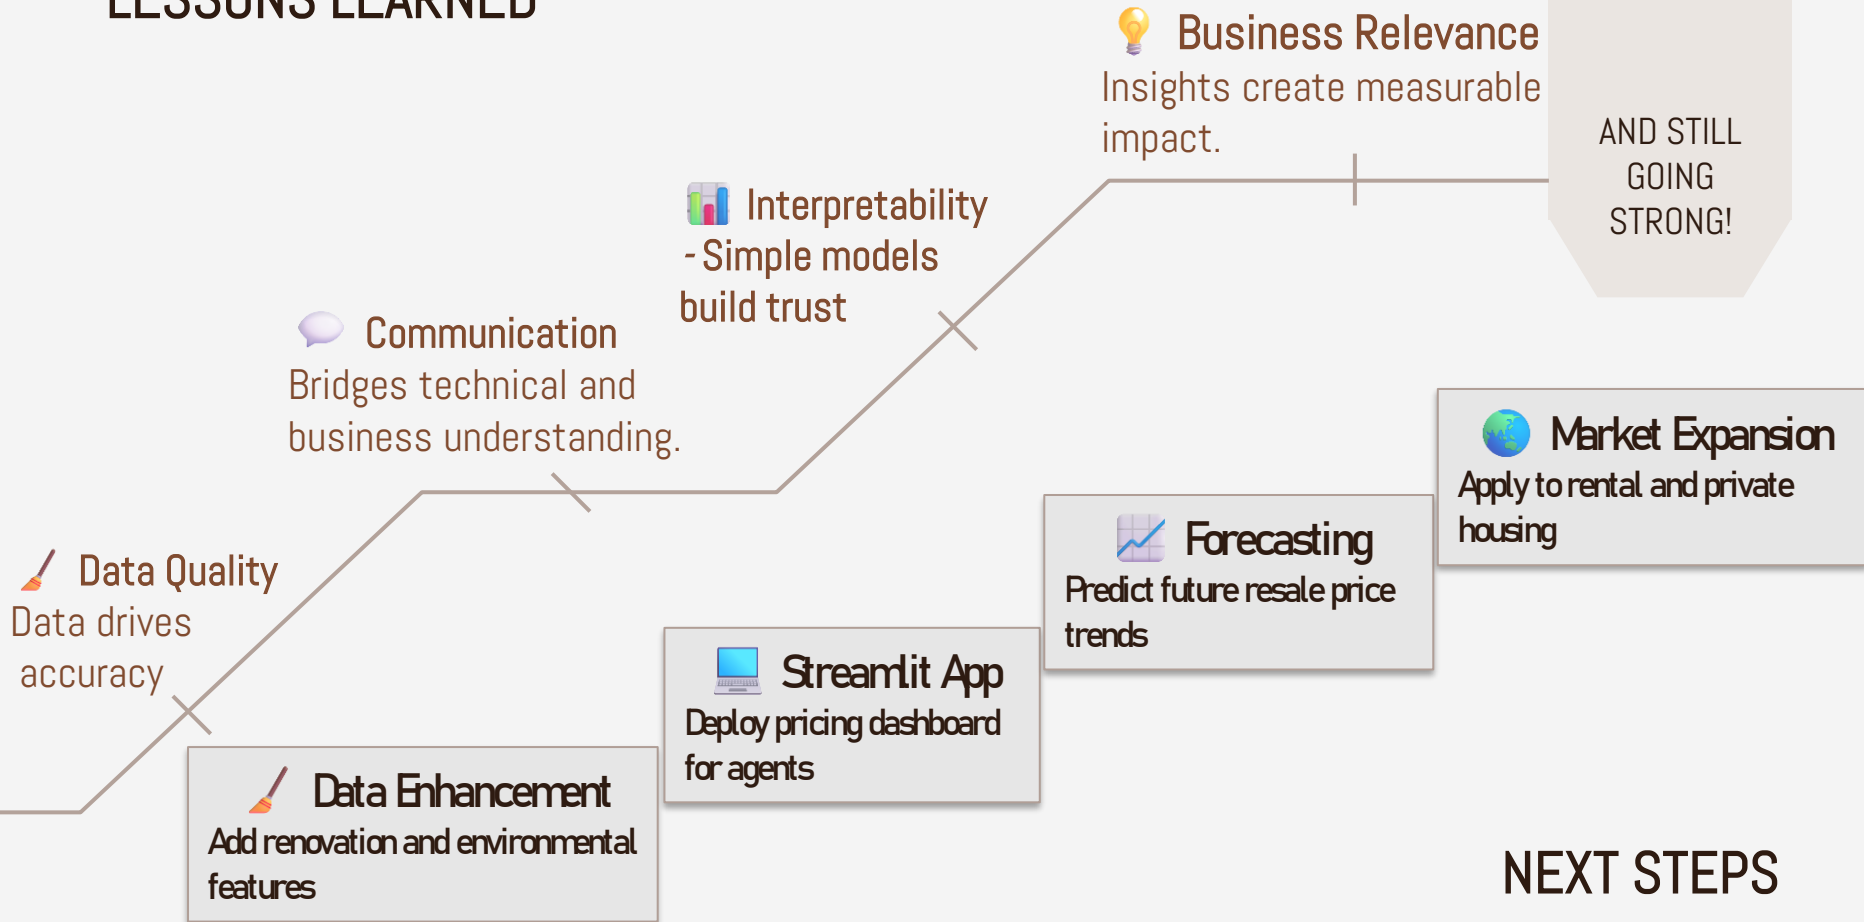 LESSONS LEARNED
Business Relevance
Insights create measurable
impact.
AND STILL
GOING
STRONG!
Interpretability
- Simple models
build trust
Communication
Bridges technical and
business understanding.
Data Quality
Data drives
accuracy
Market Expansion
Apply to rental and private
housing
Forecasting
Predict future resale price
trends
Streamlit App
Deploy pricing dashboard
for agents
Data Enhancement
Add renovation and environmental
features
NEXT STEPS